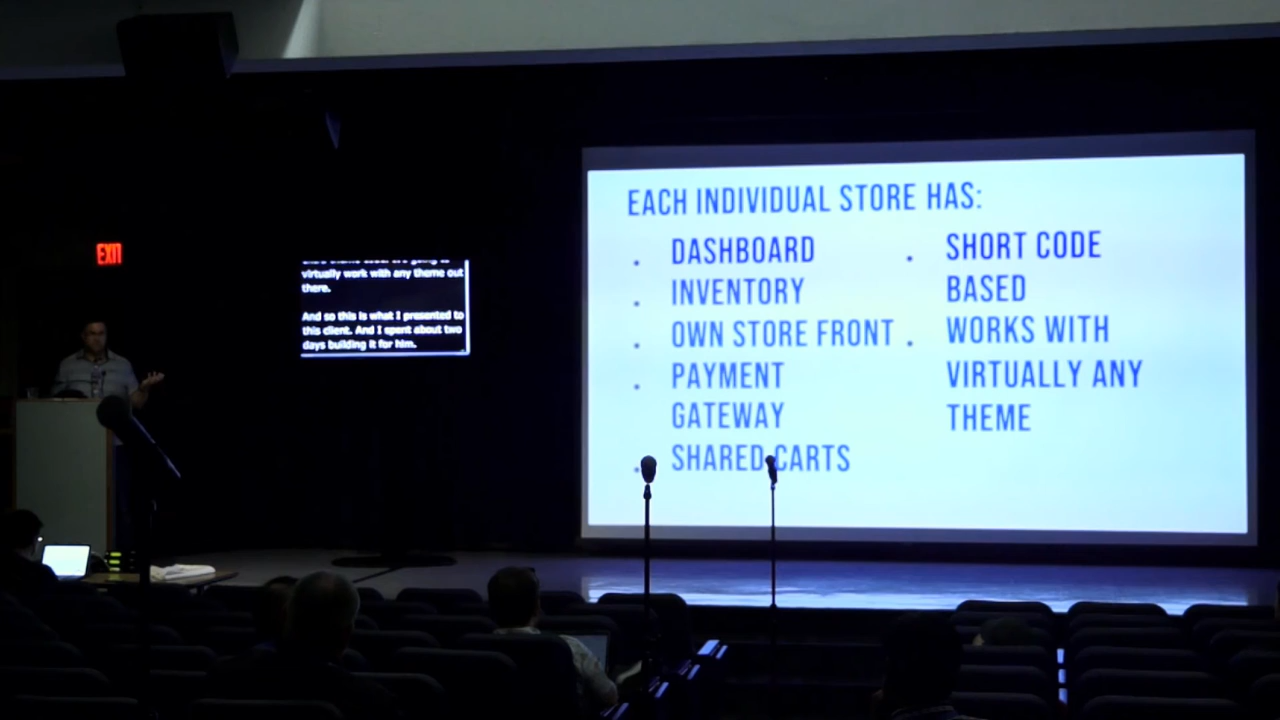 EXIT
virtually work with any theme out
there.
And so this is what I presented to
this client. And I spent about two
days building it for him.
EACH INDIVIDUAL STORE HAS:
. DASHBOARD
. INVENTORY
. OWN STORE FRONT
. PAYMENT
GATEWAY
. SHARED CARTS
. SHORT CODE
BASED
. WORKS WITH
VIRTUALLY ANY
THEME